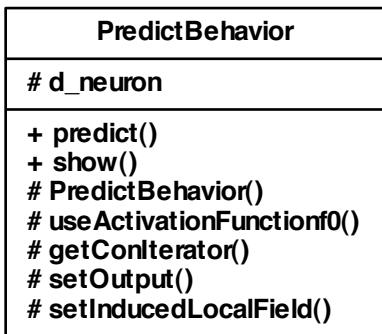 PredictBehavior
# d_neuron
+ predict()
+ show()
# PredictBehavior()
# useActivationFunctionf0()
# getConIterator()
# setOutput()
# setInducedLocalField()